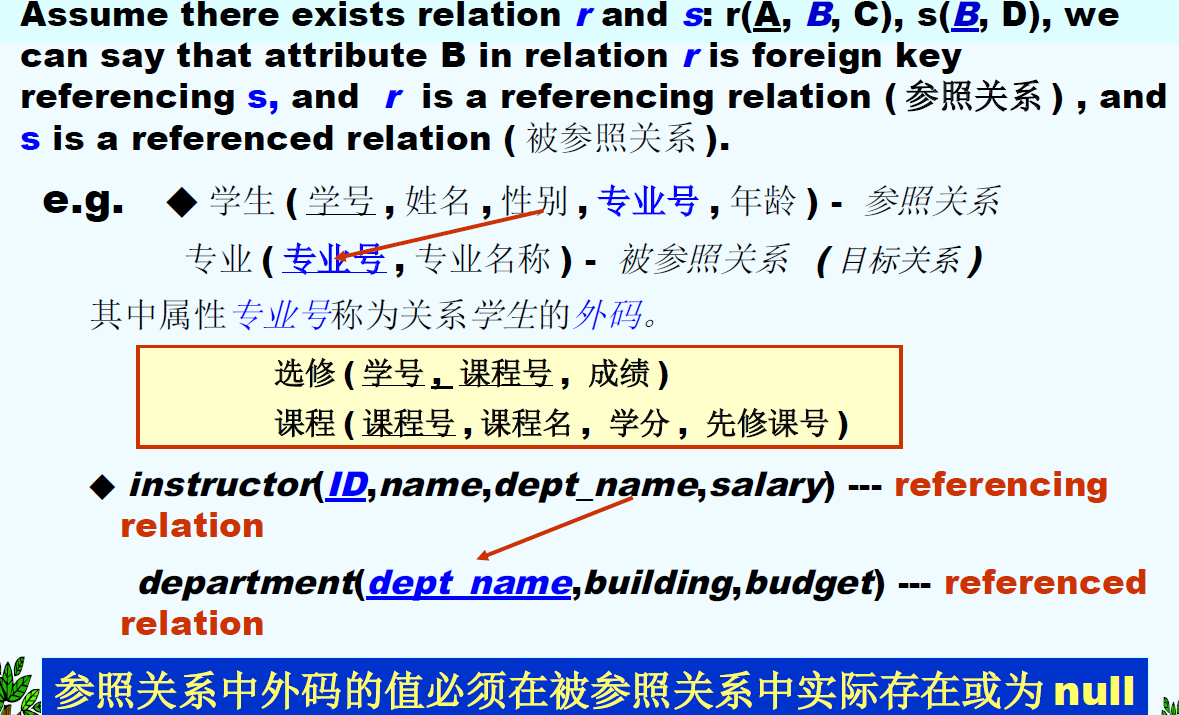 Assume there exists relation r and s: r(A, B, C), s(B, D), we
can say that attribute B in relation r is foreign key
referencing s, and r is a referencing relation ( 参照关系 ) , and
s is a referenced relation ( 被参照关系 ).
e.g. ◆ 学生 ( 学号 , 姓名 , 性别 , 专业号 , 年龄 ) - 参照关系
专业 ( 专业号 , 专业名称 ) - 被参照关系 ( 目标关系 )
其中属性专业号称为关系学生的外码。
选修 ( 学号 , 课程号 , 成绩 )
课程 ( 课程号 , 课程名 , 学分 , 先修课号 )
◆ instructor(ID,name,dept_name,salary) --- referencing
relation
department(dept_name,building,budget) --- referenced
relation
参照关系中外码的值必须在被参照关系中实际存在或为 null